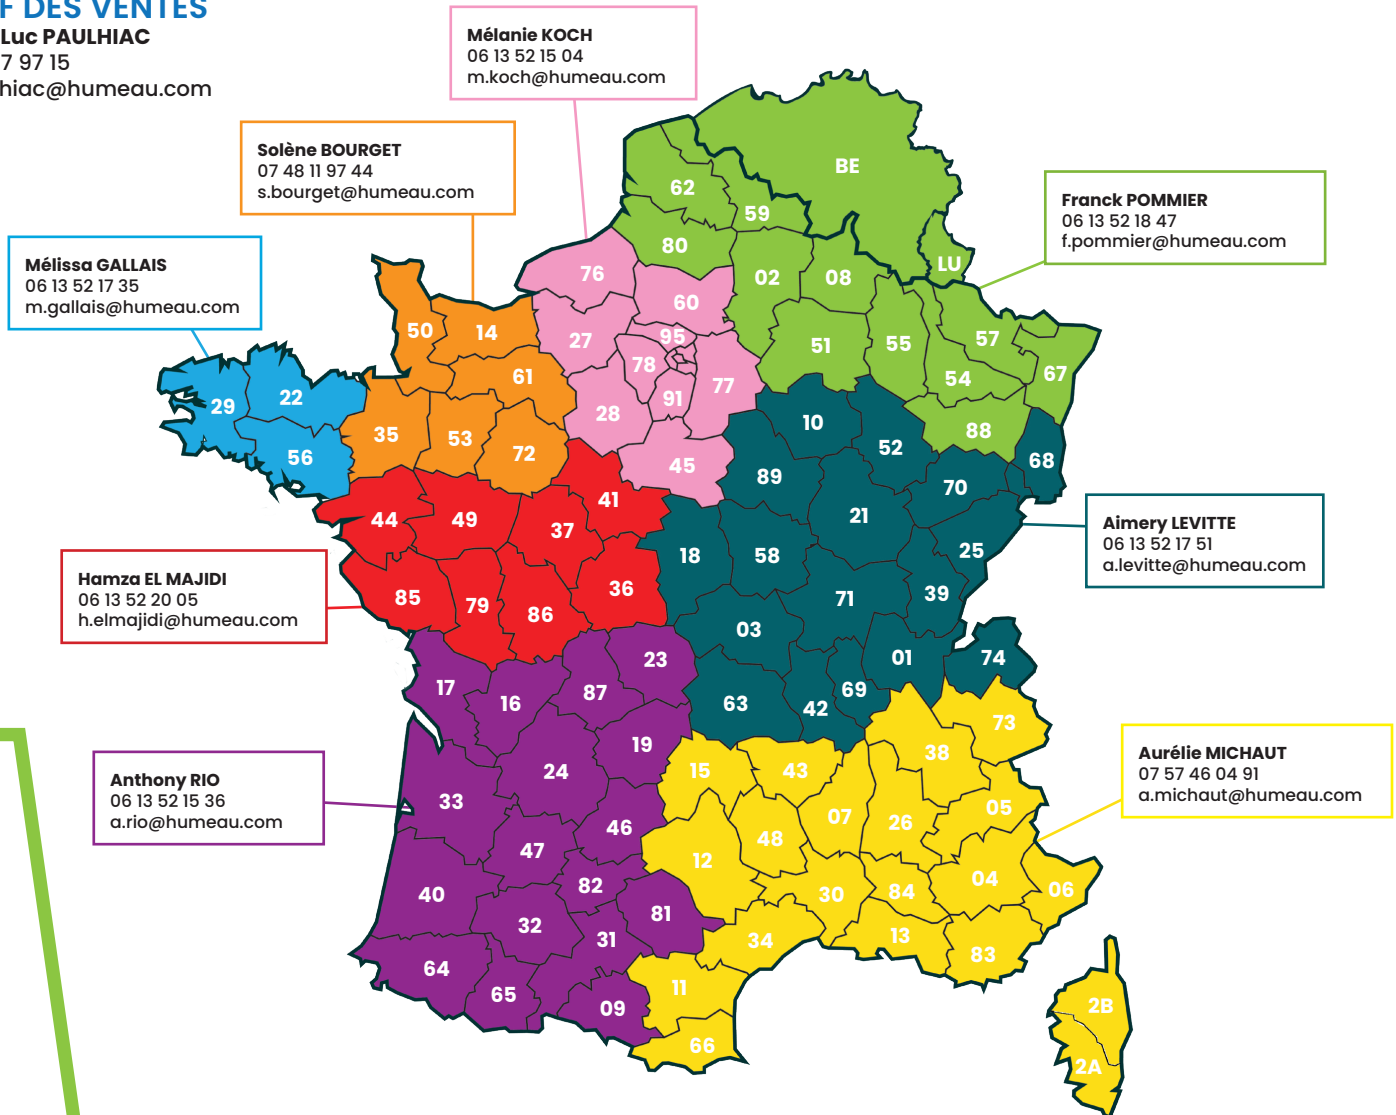 F DES VENTES
Luc PAULHIAC
7 97 15
hiac@humeau.com
Mélanie KOCH
06 13 52 15 04
m.koch@humeau.com
Solène BOURGET
07 48 11 97 44
s.bourget@humeau.com
Franck POMMIER
06 13 52 18 47
f.pommier@humeau.com
Mélissa GALLAIS
06 13 52 17 35
m.gallais@humeau.com
Aimery LEVITTE
06 13 52 17 51
a.levitte@humeau.com
Hamza EL MAJIDI
06 13 52 20 05
h.elmajidi@humeau.com
Aurélie MICHAUT
07 57 46 04 91
a.michaut@humeau.com
Anthony RIO
06 13 52 15 36
a.rio@humeau.com
BE
62
59
80
LU
76
02
08
60
50
14
27
95
51
55
57
78
54
67
61
77
22
91
29
28
10
88
35
53
72
52
56
45
68
89
70
41
44
49
21
37
18
58
25
36
85
79
86
71
39
03
23
01
74
17
16
87
63
42
69
73
19
38
24
15
43
33
05
46
07
26
47
48
12
82
40
30
84
04
06
81
32
31
34
13
83
64
65
11
09
2B
66
2A